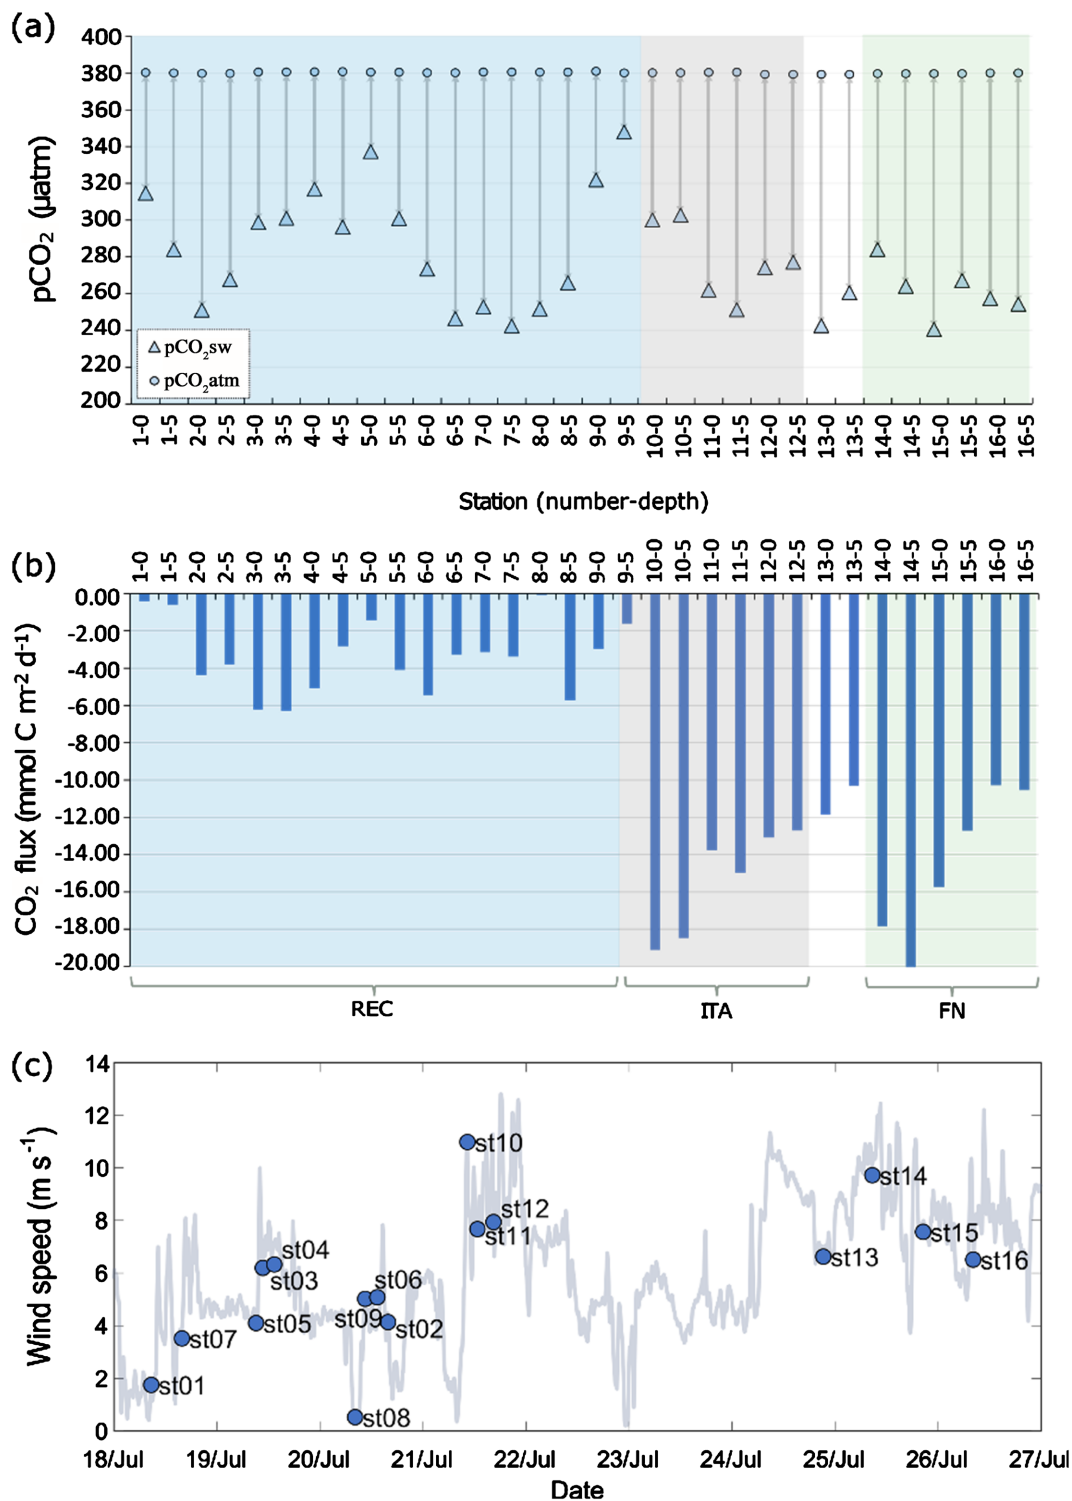 (a)
400
380
360
340
320
300
280
260
240
220
200
pCO2 (µatm)
pCO2sw
pCO2atm
1-0 1-5 2-0 2-5 3-0 3-5 4-0 4-5 5-0 5-5 6-0 6-5 7-0 7-5 8-0 8-5 9-0 9-5 10-0 10-5 11-0 11-5 12-0 12-5 13-0 13-5 14-0 14-5 15-0 15-5 16-0 16-5
Station (number-depth)
(b)
1-0 1-5 2-0 2-5 3-0 3-5 4-0 4-5 5-0 5-5 6-0 6-5 7-0 7-5 8-0 8-5 9-0 9-5 10-0 10-5 11-0 11-5 12-0 12-5 13-0 13-5 14-0 14-5 15-0 15-5 16-0 16-5
0.00
-2.00
-4.00
-6.00
-8.00
-10.00
-12.00
-14.00
-16.00
-18.00
-20.00
CO2 flux (mmol C m-2 d-1)
REC ITA FN
(c)
14
12
10
8
6
4
2
0
Wind speed (m s-1)
st10
st14
st12
st11
st15
st04
st13
st16
st03
st06
st05
st09
st02
st07
st01
st08
18/Jul 19/Jul 20/Jul 21/Jul 22/Jul 23/Jul 24/Jul 25/Jul 26/Jul 27/Jul
Date